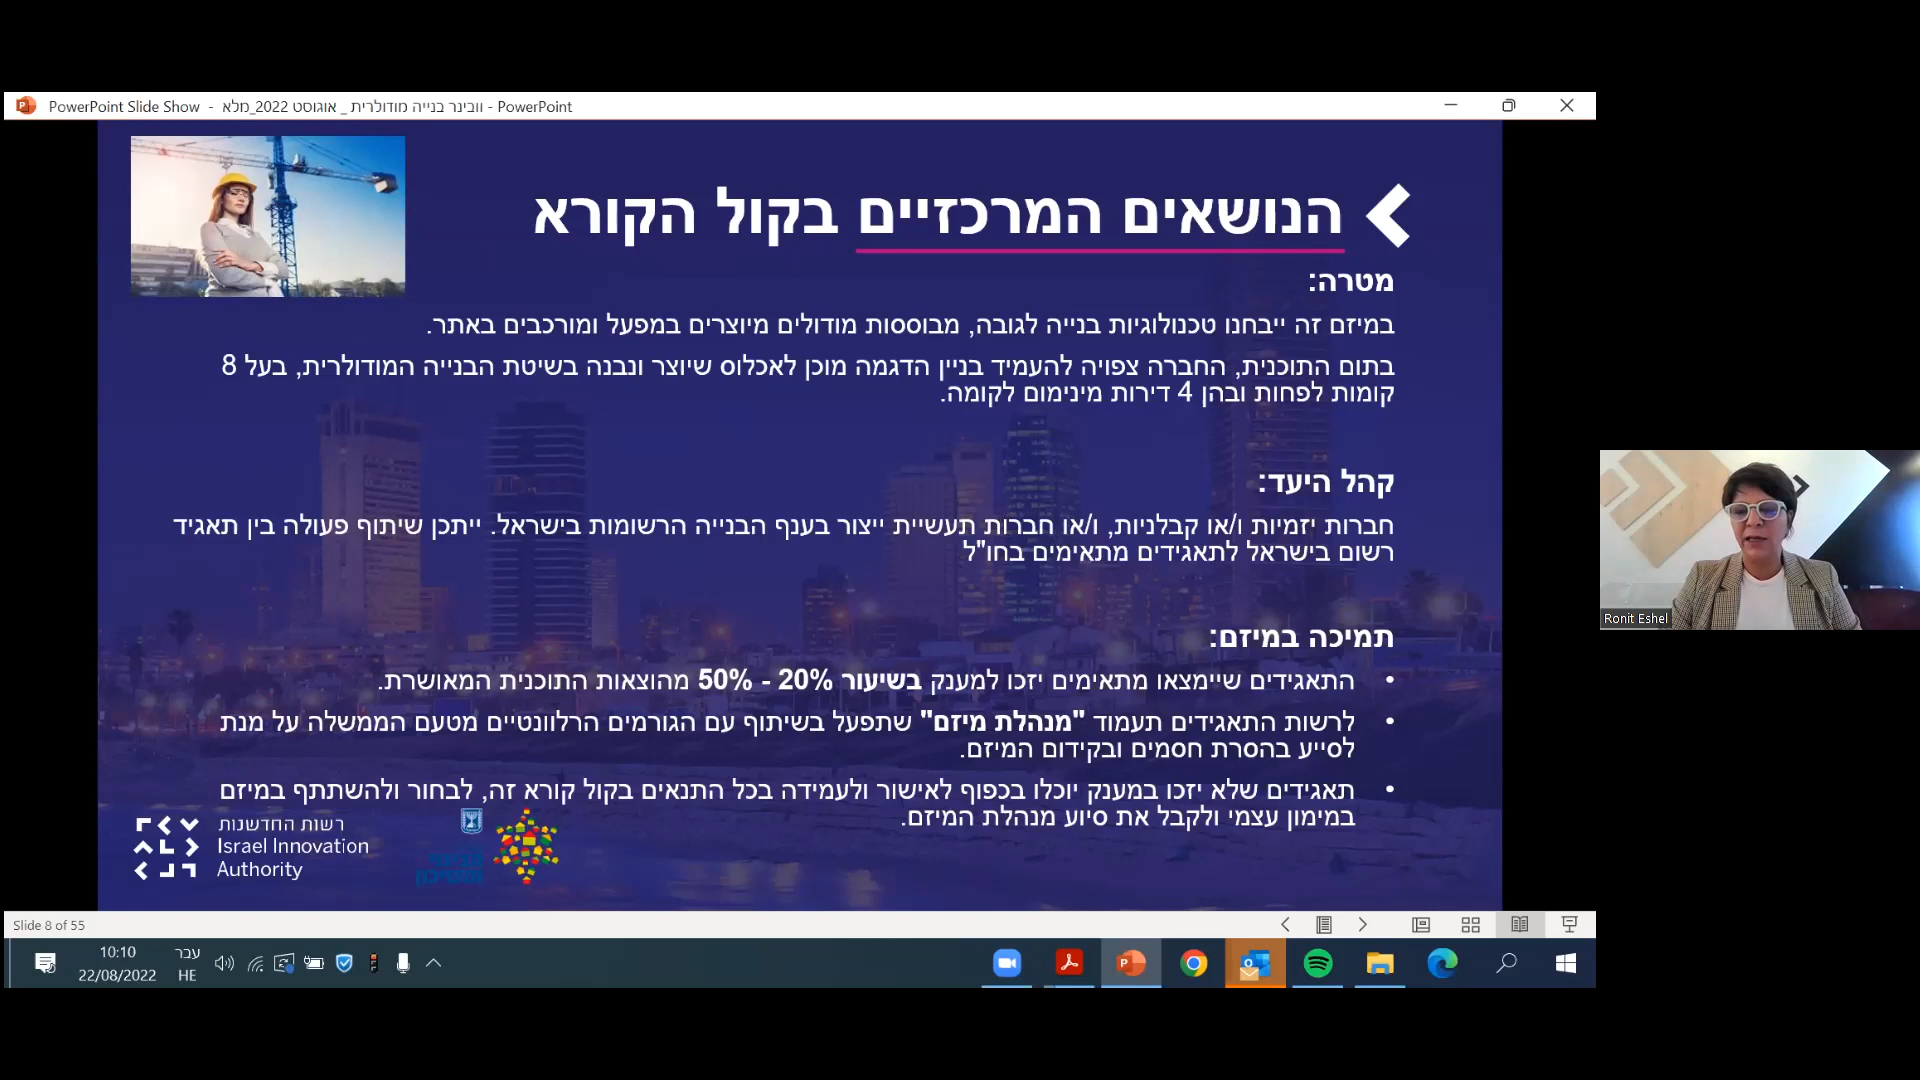 PowerPoint Slide Show - וובינר בנייה מודולרית _ אוגוסט 2022_מלא - PowerPoint
הנושאים המרכזיים בקול הקורא
מטרה:
במיזם זה ייבחנו טכנולוגיות בנייה לגובה, מבוססות מודולים מיוצרים במפעל ומורכבים באתר.
בתום התוכנית, החברה צפויה להעמיד בניין הדגמה מוכן לאכלוס שיוצר ונבנה בשיטת הבנייה המודולרית, בעל 8
קומות לפחות ובהן 4 דירות מינימום לקומה.
קהל היעד:
חברות יזמיות ו/או קבלניות, ו/או חברות תעשיית ייצור בענף הבנייה הרשומות בישראל. ייתכן שיתוף פעולה בין תאגיד
רשום בישראל לתאגידים מתאימים בחו"ל
תמיכה במיזם:
• התאגידים שיימצאו מתאימים יזכו למענק בשיעור 20% - 50% מהוצאות התוכנית המאושרת.
• לרשות התאגידים תעמוד "מנהלת מיזם" שתפעל בשיתוף עם הגורמים הרלוונטיים מטעם הממשלה על מנת
לסייע בהסרת חסמים ובקידום המיזם.
• תאגידים שלא יזכו במענק יוכלו בכפוף לאישור ולעמידה בכל התנאים בקול קורא זה, לבחור ולהשתתף במיזם
במימון עצמי ולקבל את סיוע מנהלת המיזם.
רשות החדשנות
Israel Innovation
Authority
Ronit Eshel
Slide 8 of 55
10:10
22/08/2022
עבר
HE